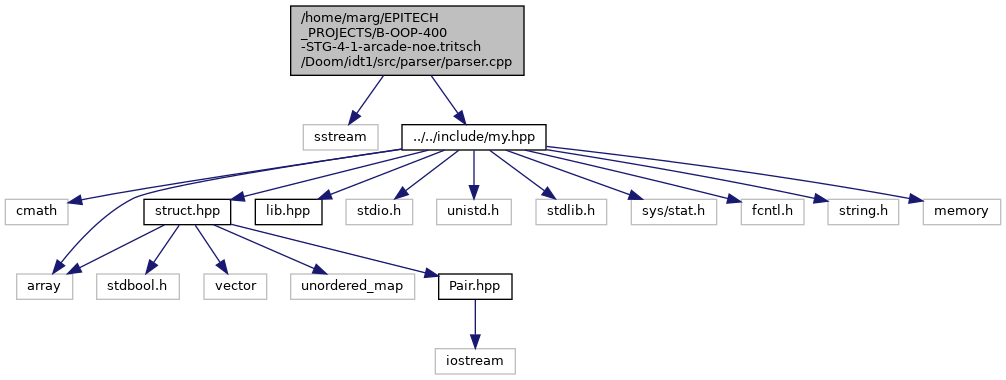 /home/marg/EPITECH
_PROJECTS/B-OOP-400
-STG-4-1-arcade-noe.tritsch
/Doom/idt1/src/parser/parser.cpp
sstream
../../include/my.hpp
cmath
struct.hpp
lib.hpp
stdio.h
unistd.h
stdlib.h
sys/stat.h
fcntl.h
string.h
memory
array
stdbool.h
vector
unordered_map
Pair.hpp
iostream